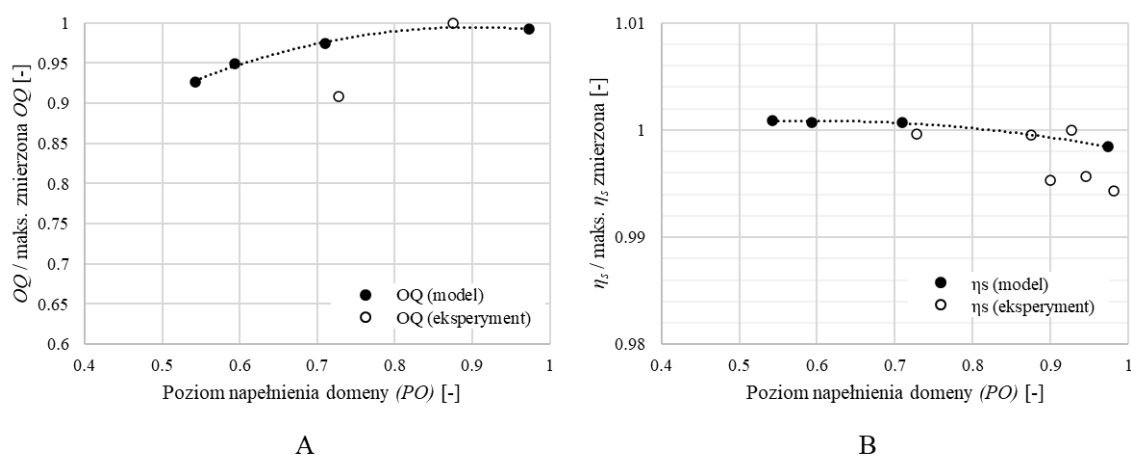 OQ / maks. zmierzona OQ [-]
1
0.95
0.9
0.85
0.8
0.75
0.7
0.65
0.6
OQ (model)
OQ (eksperyment)
0.4 0.5 0.6 0.7 0.8 0.9 1
Poziom napełnienia domeny (PO) [-]
A
ηs / maks. ηs zmierzona [-]
1.01
1
0.99
0.98
ηs (model)
ηs (eksperyment)
0.4 0.5 0.6 0.7 0.8 0.9 1
Poziom napełnienia domeny (PO) [-]
B